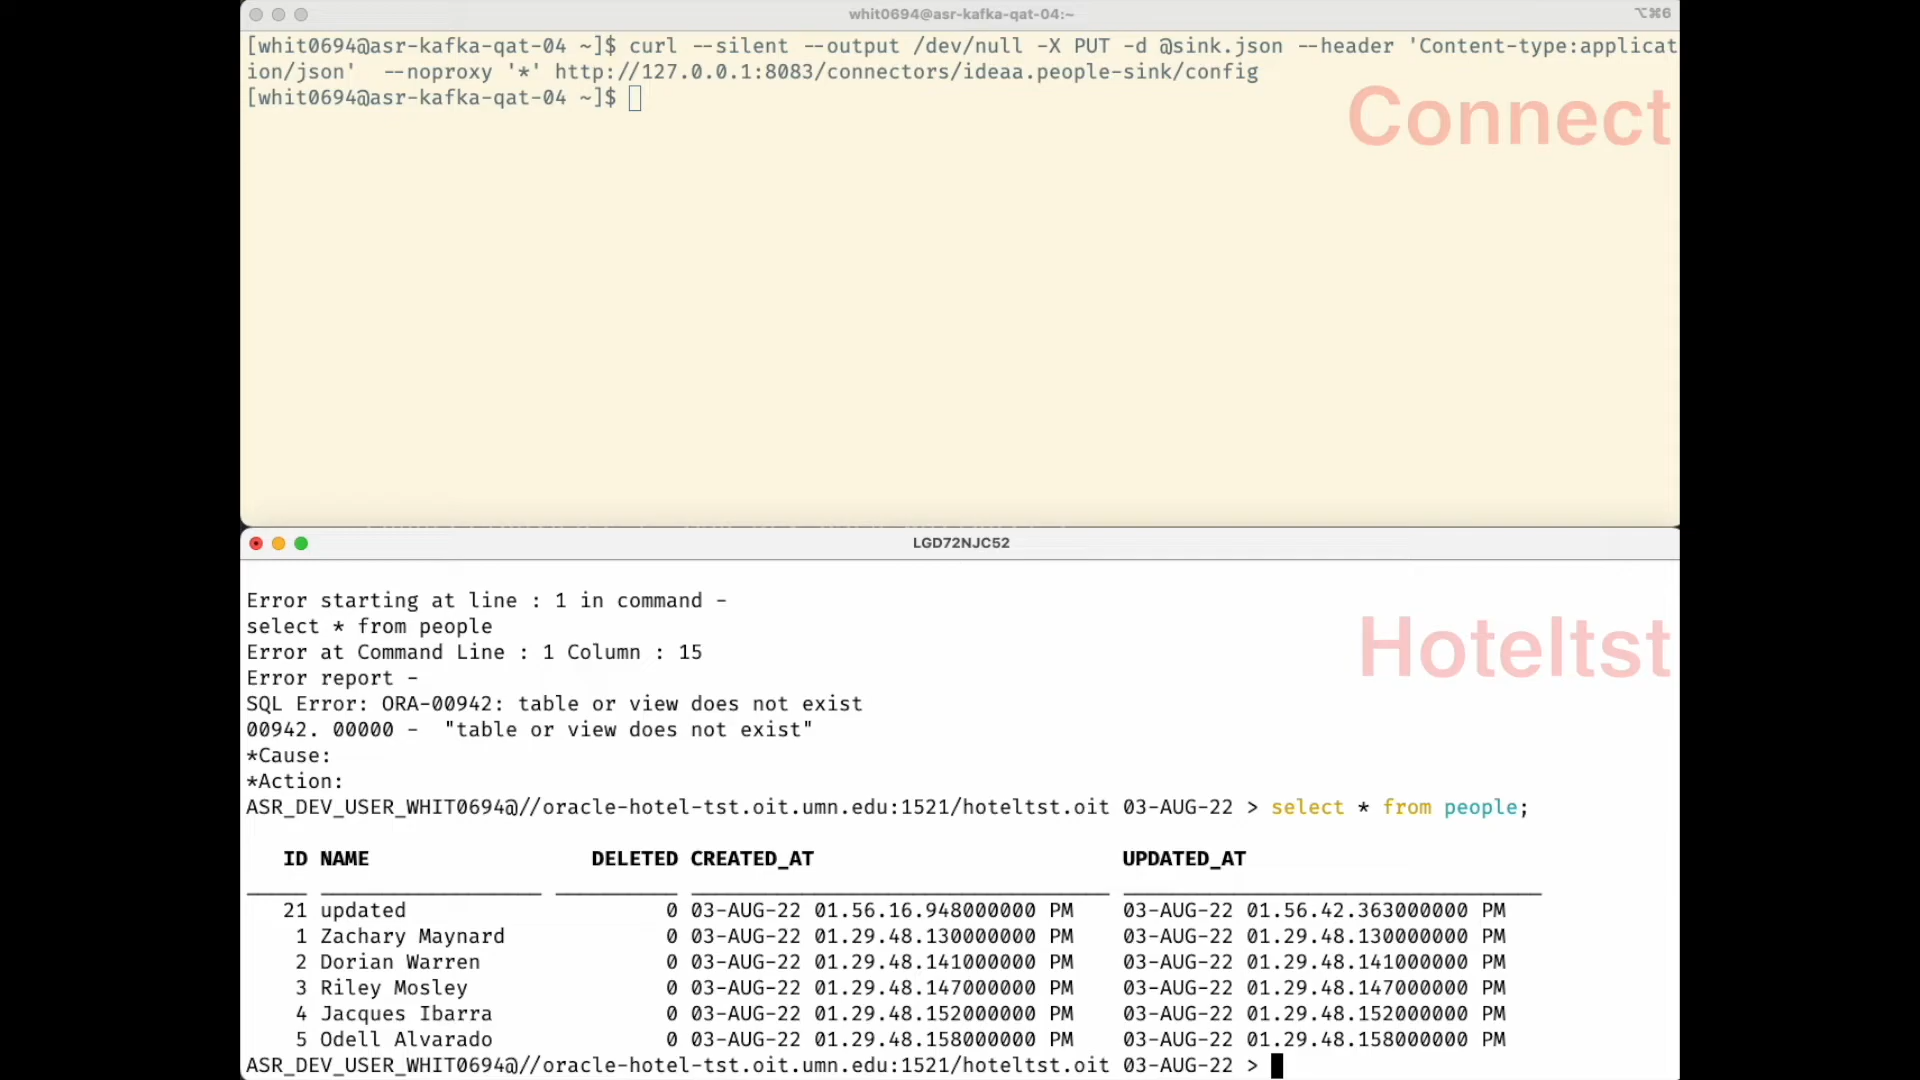 whit0694@asr-kafka-qat-04:~ ⌥⌘6
[whit0694@asr-kafka-qat-04 ~]$ curl --silent --output /dev/null -X PUT -d @sink.json --header 'Content-type:applicat
ion/json'  --noproxy '*' http://127.0.0.1:8083/connectors/ideaa.people-sink/config
[whit0694@asr-kafka-qat-04 ~]$
Connect
LGD72NJC52
Error starting at line : 1 in command -
select * from people
Error at Command Line : 1 Column : 15
Error report -
SQL Error: ORA-00942: table or view does not exist
00942. 00000 -  "table or view does not exist"
*Cause:
*Action:
Hoteltst
ASR_DEV_USER_WHIT0694@//oracle-hotel-tst.oit.umn.edu:1521/hoteltst.oit 03-AUG-22 > select * from people;
ID NAME DELETED CREATED_AT UPDATED_AT
21 updated 0 03-AUG-22 01.56.16.948000000 PM 03-AUG-22 01.56.42.363000000 PM
1 Zachary Maynard 0 03-AUG-22 01.29.48.130000000 PM 03-AUG-22 01.29.48.130000000 PM
2 Dorian Warren 0 03-AUG-22 01.29.48.141000000 PM 03-AUG-22 01.29.48.141000000 PM
3 Riley Mosley 0 03-AUG-22 01.29.48.147000000 PM 03-AUG-22 01.29.48.147000000 PM
4 Jacques Ibarra 0 03-AUG-22 01.29.48.152000000 PM 03-AUG-22 01.29.48.152000000 PM
5 Odell Alvarado 0 03-AUG-22 01.29.48.158000000 PM 03-AUG-22 01.29.48.158000000 PM
ASR_DEV_USER_WHIT0694@//oracle-hotel-tst.oit.umn.edu:1521/hoteltst.oit 03-AUG-22 >